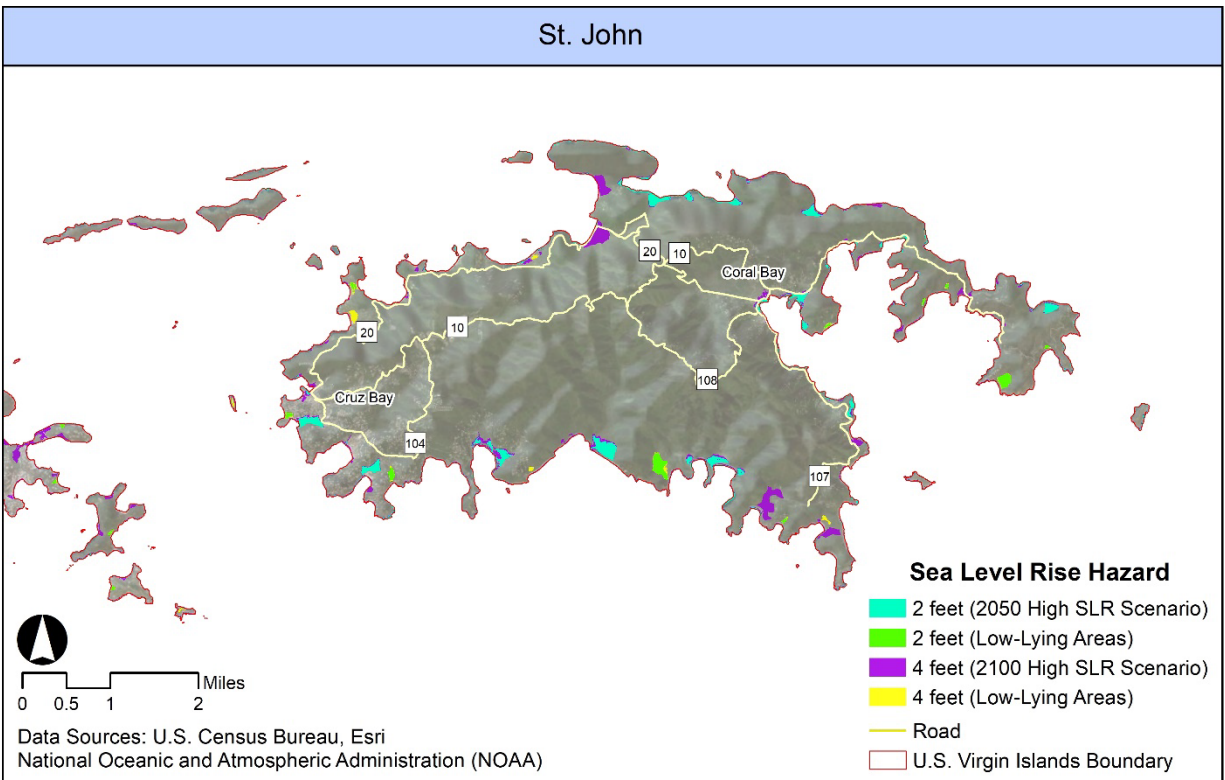 St. John
20
10
Coral Bay
20
10
108
Cruz Bay
104
107
Sea Level Rise Hazard
2 feet (2050 High SLR Scenario)
2 feet (Low-Lying Areas)
4 feet (2100 High SLR Scenario)
4 feet (Low-Lying Areas)
Road
U.S. Virgin Islands Boundary
Miles
0 0.5 1 2
Data Sources: U.S. Census Bureau, Esri
National Oceanic and Atmospheric Administration (NOAA)